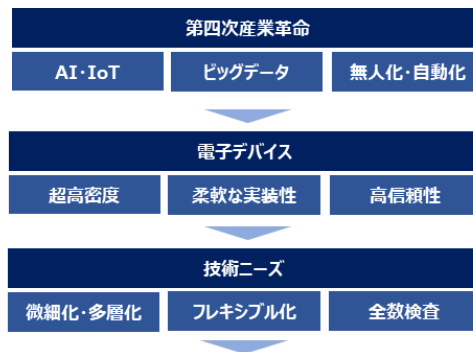 第四次産業革命
AI･IoT
ビッグデータ
無人化･自動化
電子デバイス
超高密度
柔軟な実装性
高信頼性
技術ニーズ
微細化･多層化
フレキシブル化
全数検査